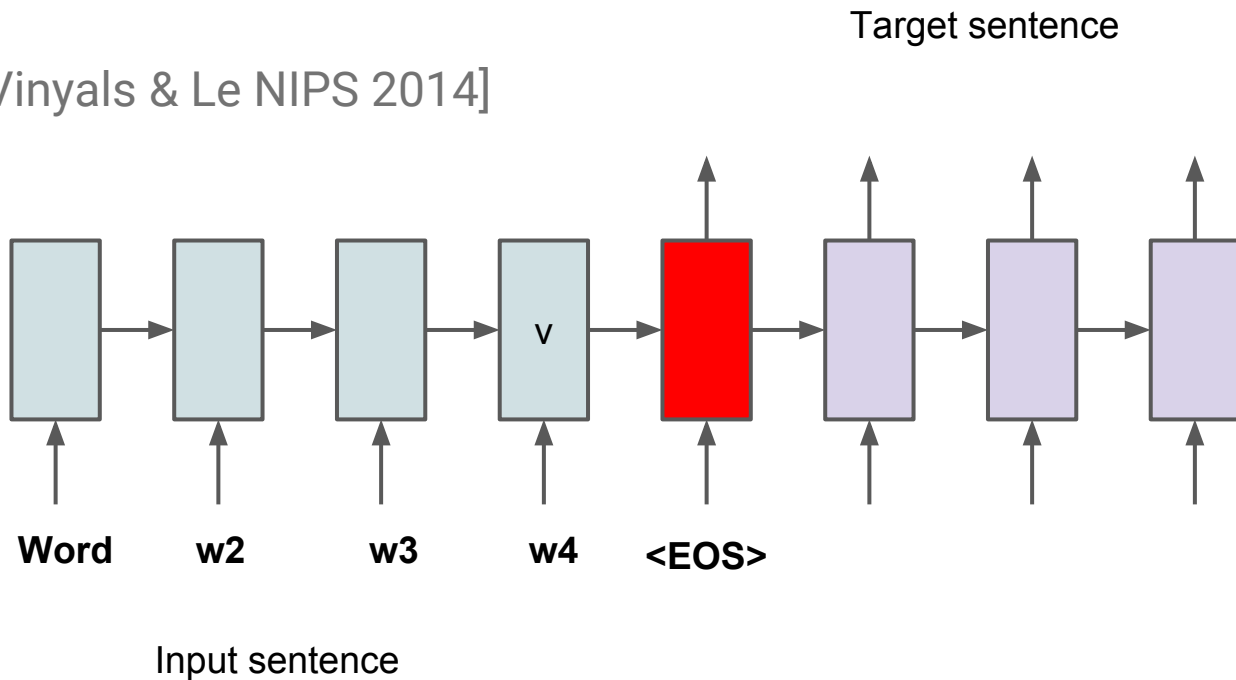 Target sentence
Vinyals & Le NIPS 2014]
v
Word w2 w3 w4 <EOS>
Input sentence